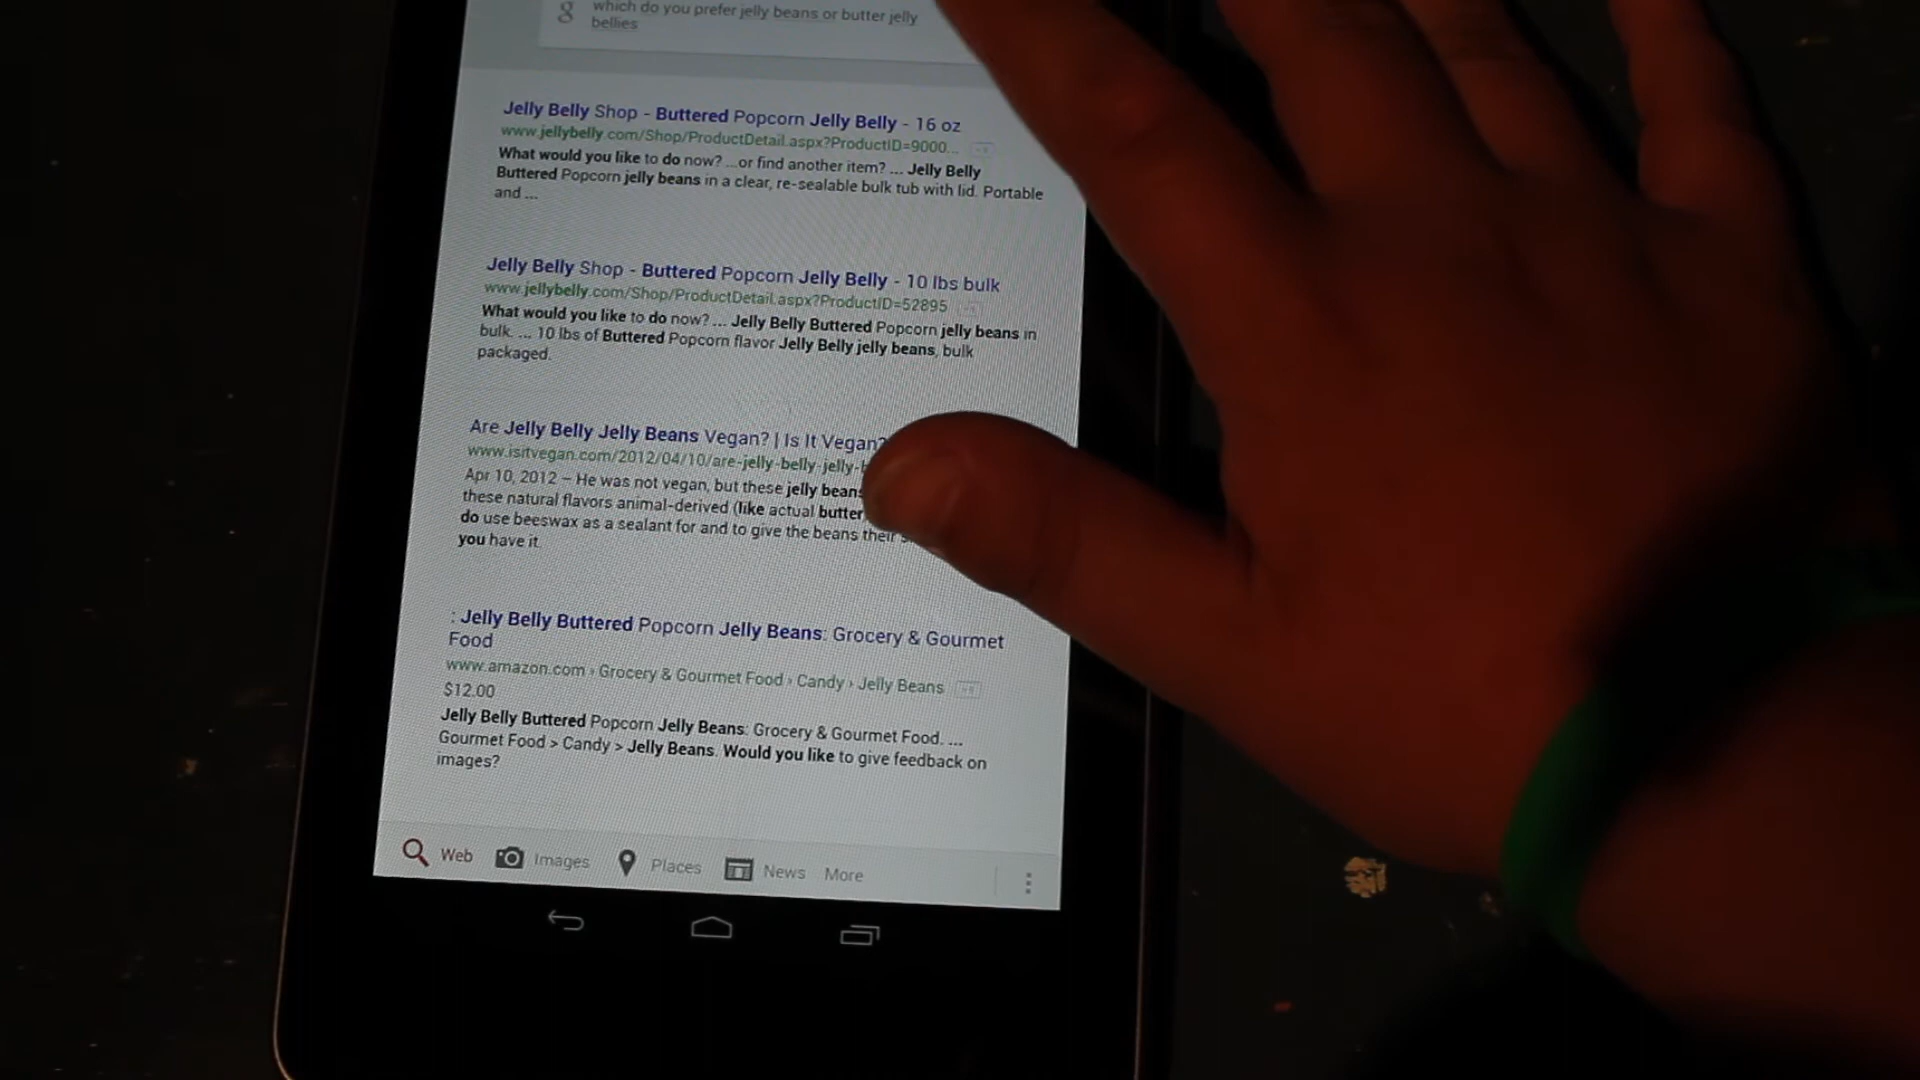 g which do you prefer jelly beans or butter jelly
bellies
Jelly Belly Shop - Buttered Popcorn Jelly Belly - 16 oz
www.jellybelly.com/Shop/ProductDetail.aspx?ProductID=9000...
What would you like to do now? ...or find another item? ... Jelly Belly
Buttered Popcorn jelly beans in a clear, re-sealable bulk tub with lid. Portable
and ...
Jelly Belly Shop - Buttered Popcorn Jelly Belly - 10 lbs bulk
www.jellybelly.com/Shop/ProductDetail.aspx?ProductID=52895
What would you like to do now? ... Jelly Belly Buttered Popcorn jelly beans in
bulk. ... 10 lbs of Buttered Popcorn flavor Jelly Belly jelly beans, bulk
packaged.
Are Jelly Belly Jelly Beans Vegan? | Is It Vegan?
www.isitvegan.com/2012/04/10/are-jelly-belly-jelly-b
Apr 10, 2012 – He was not vegan, but these jelly beans
these natural flavors animal-derived (like actual butter
do use beeswax as a sealant for and to give the beans their
you have it.
: Jelly Belly Buttered Popcorn Jelly Beans: Grocery & Gourmet
Food
www.amazon.com › Grocery & Gourmet Food › Candy › Jelly Beans
$12.00
Jelly Belly Buttered Popcorn Jelly Beans: Grocery & Gourmet Food. ...
Gourmet Food > Candy > Jelly Beans. Would you like to give feedback on
images?
Web Images Places News More